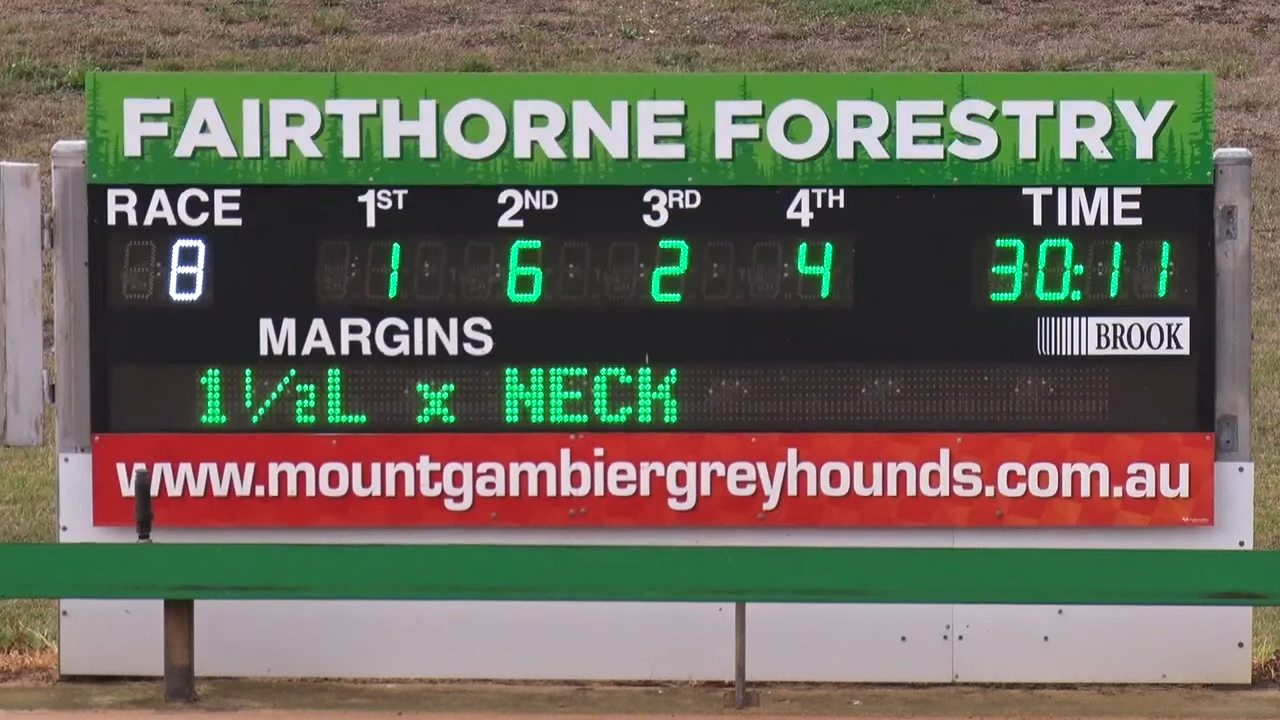 FAIRTHORNE FORESTRY
RACE 1ST 2ND 3RD 4TH TIME
8 1 6 2 4 30:11
MARGINS BROOK
1½L x NECK
www.mountgambiergreyhounds.com.au